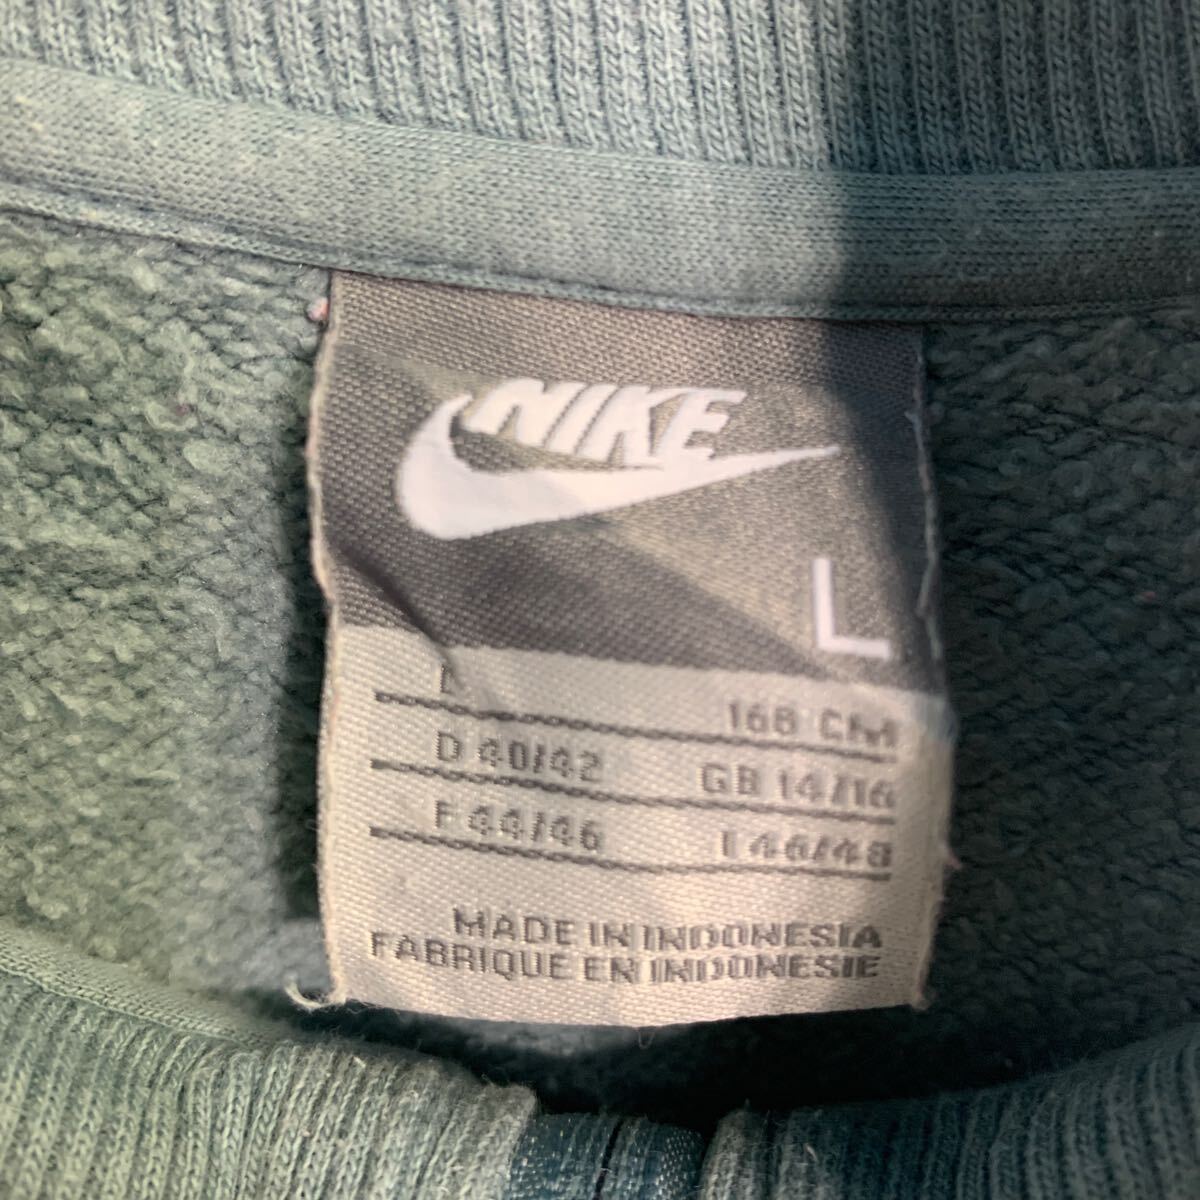 NIKE
L
168 CM
D 40/42 GB 14/16
F 44/46 I 46/48
MADE IN INDONESIA
FABRIQUE EN INDONESIE